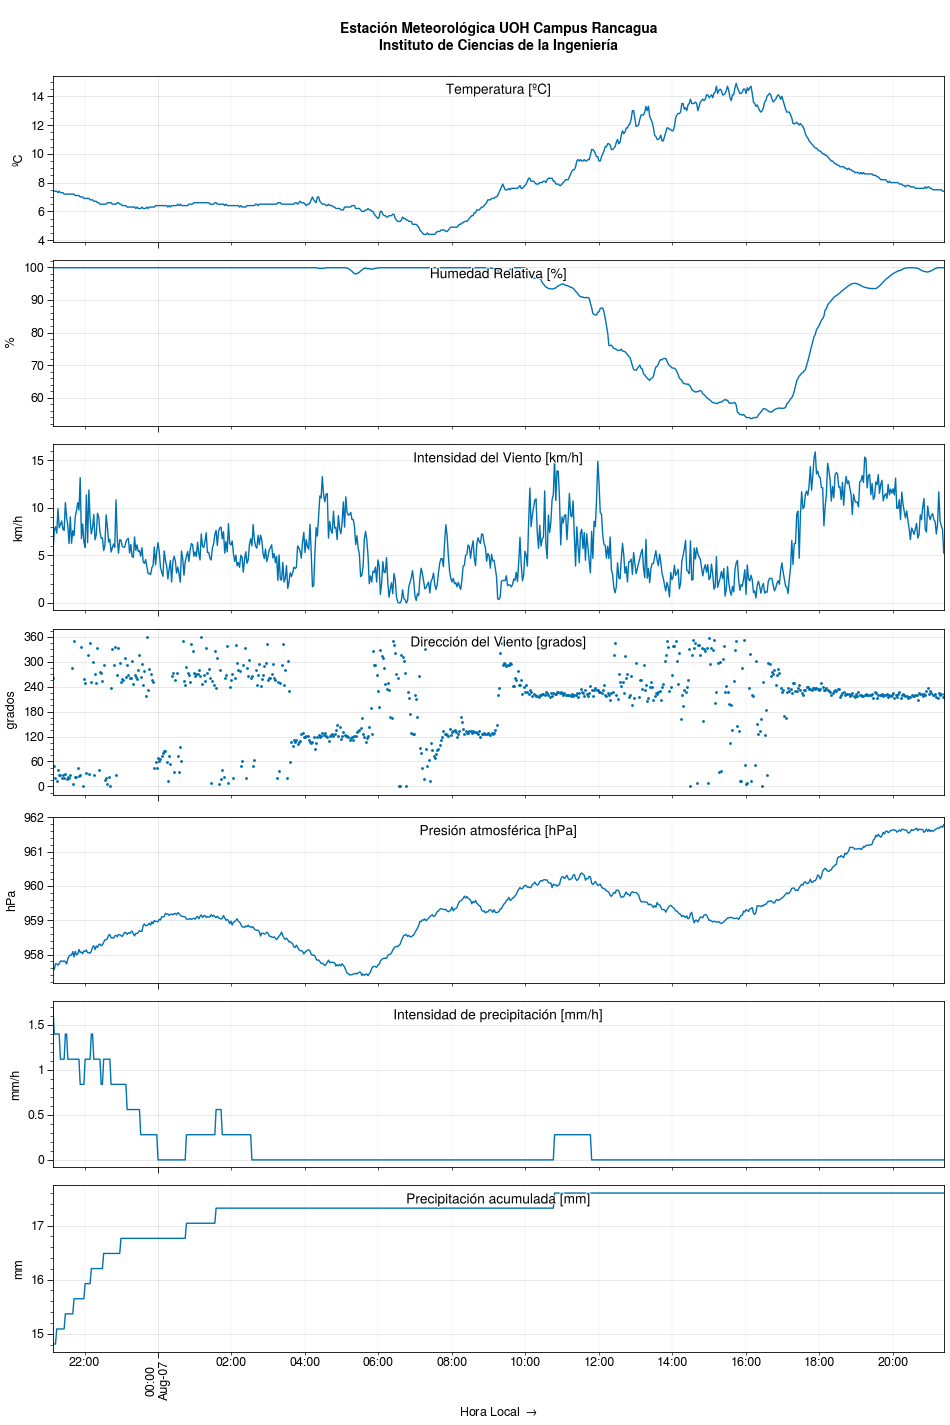 Estación Meteorológica UOH Campus Rancagua
Instituto de Ciencias de la Ingeniería
Temperatura [ºC]
ºC
14
12
10
8
6
4
Humedad Relativa [%]
%
100
90
80
70
60
Intensidad del Viento [km/h]
km/h
15
10
5
0
Dirección del Viento [grados]
grados
360
300
240
180
120
60
0
Presión atmosférica [hPa]
hPa
962
961
960
959
958
Intensidad de precipitación [mm/h]
mm/h
1.5
1
0.5
0
Precipitación acumulada [mm]
mm
17
16
15
22:00
00:00
Aug-07
02:00
04:00
06:00
08:00
10:00
12:00
14:00
16:00
18:00
20:00
Hora Local →